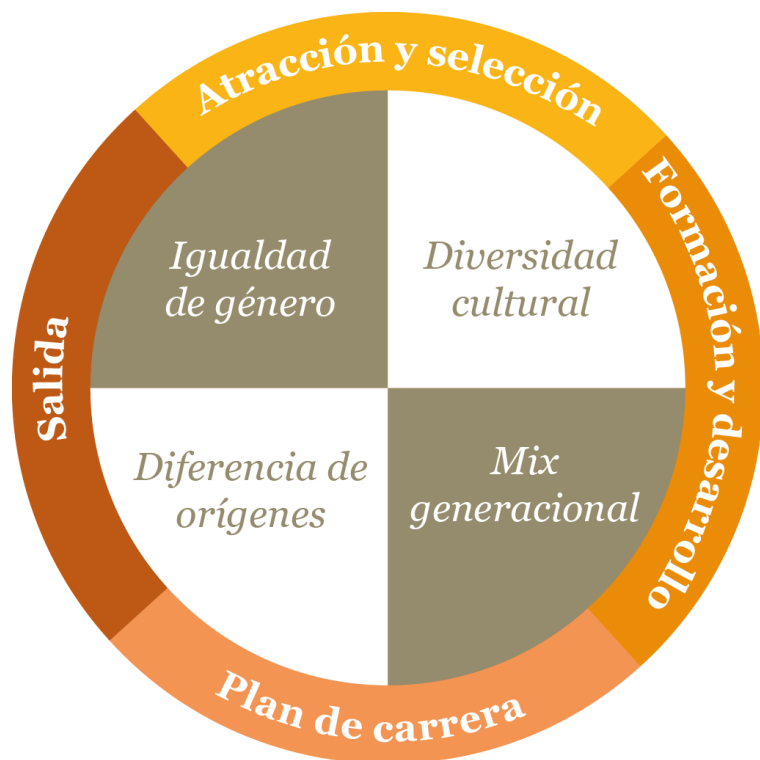 Atracción y selección
Formación y desarrollo
Igualdad
de género
Diversidad
cultural
Salida
Diferencia de
orígenes
Mix
generacional
Plan de carrera